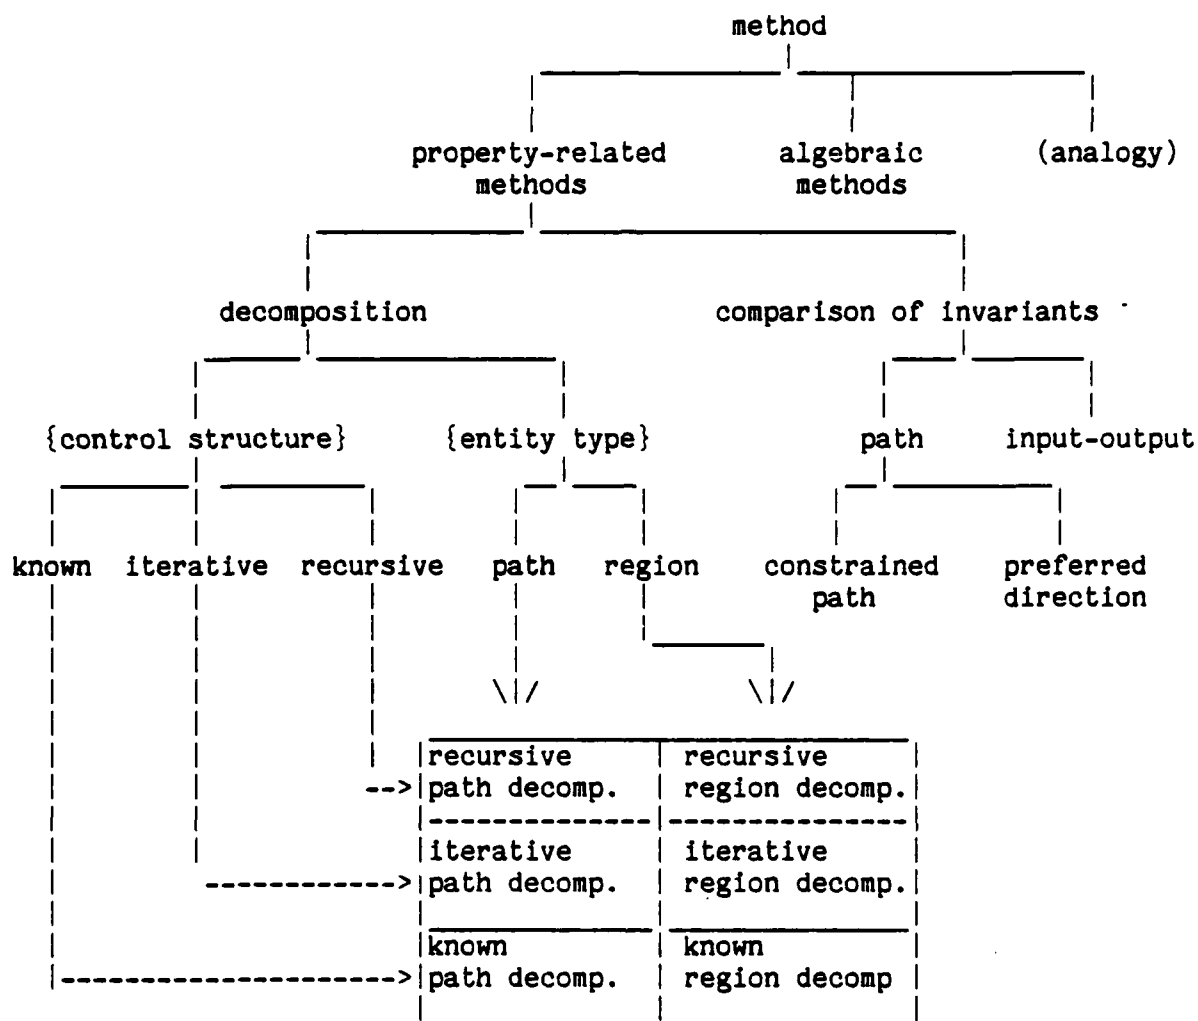 method
property-related algebraic (analogy)
methods methods
decomposition comparison of invariants
{control structure} {entity type} path input-output
known iterative recursive path region constrained preferred
path direction
recursive recursive
path decomp. region decomp.
iterative iterative
path decomp. region decomp.
known known
path decomp. region decomp